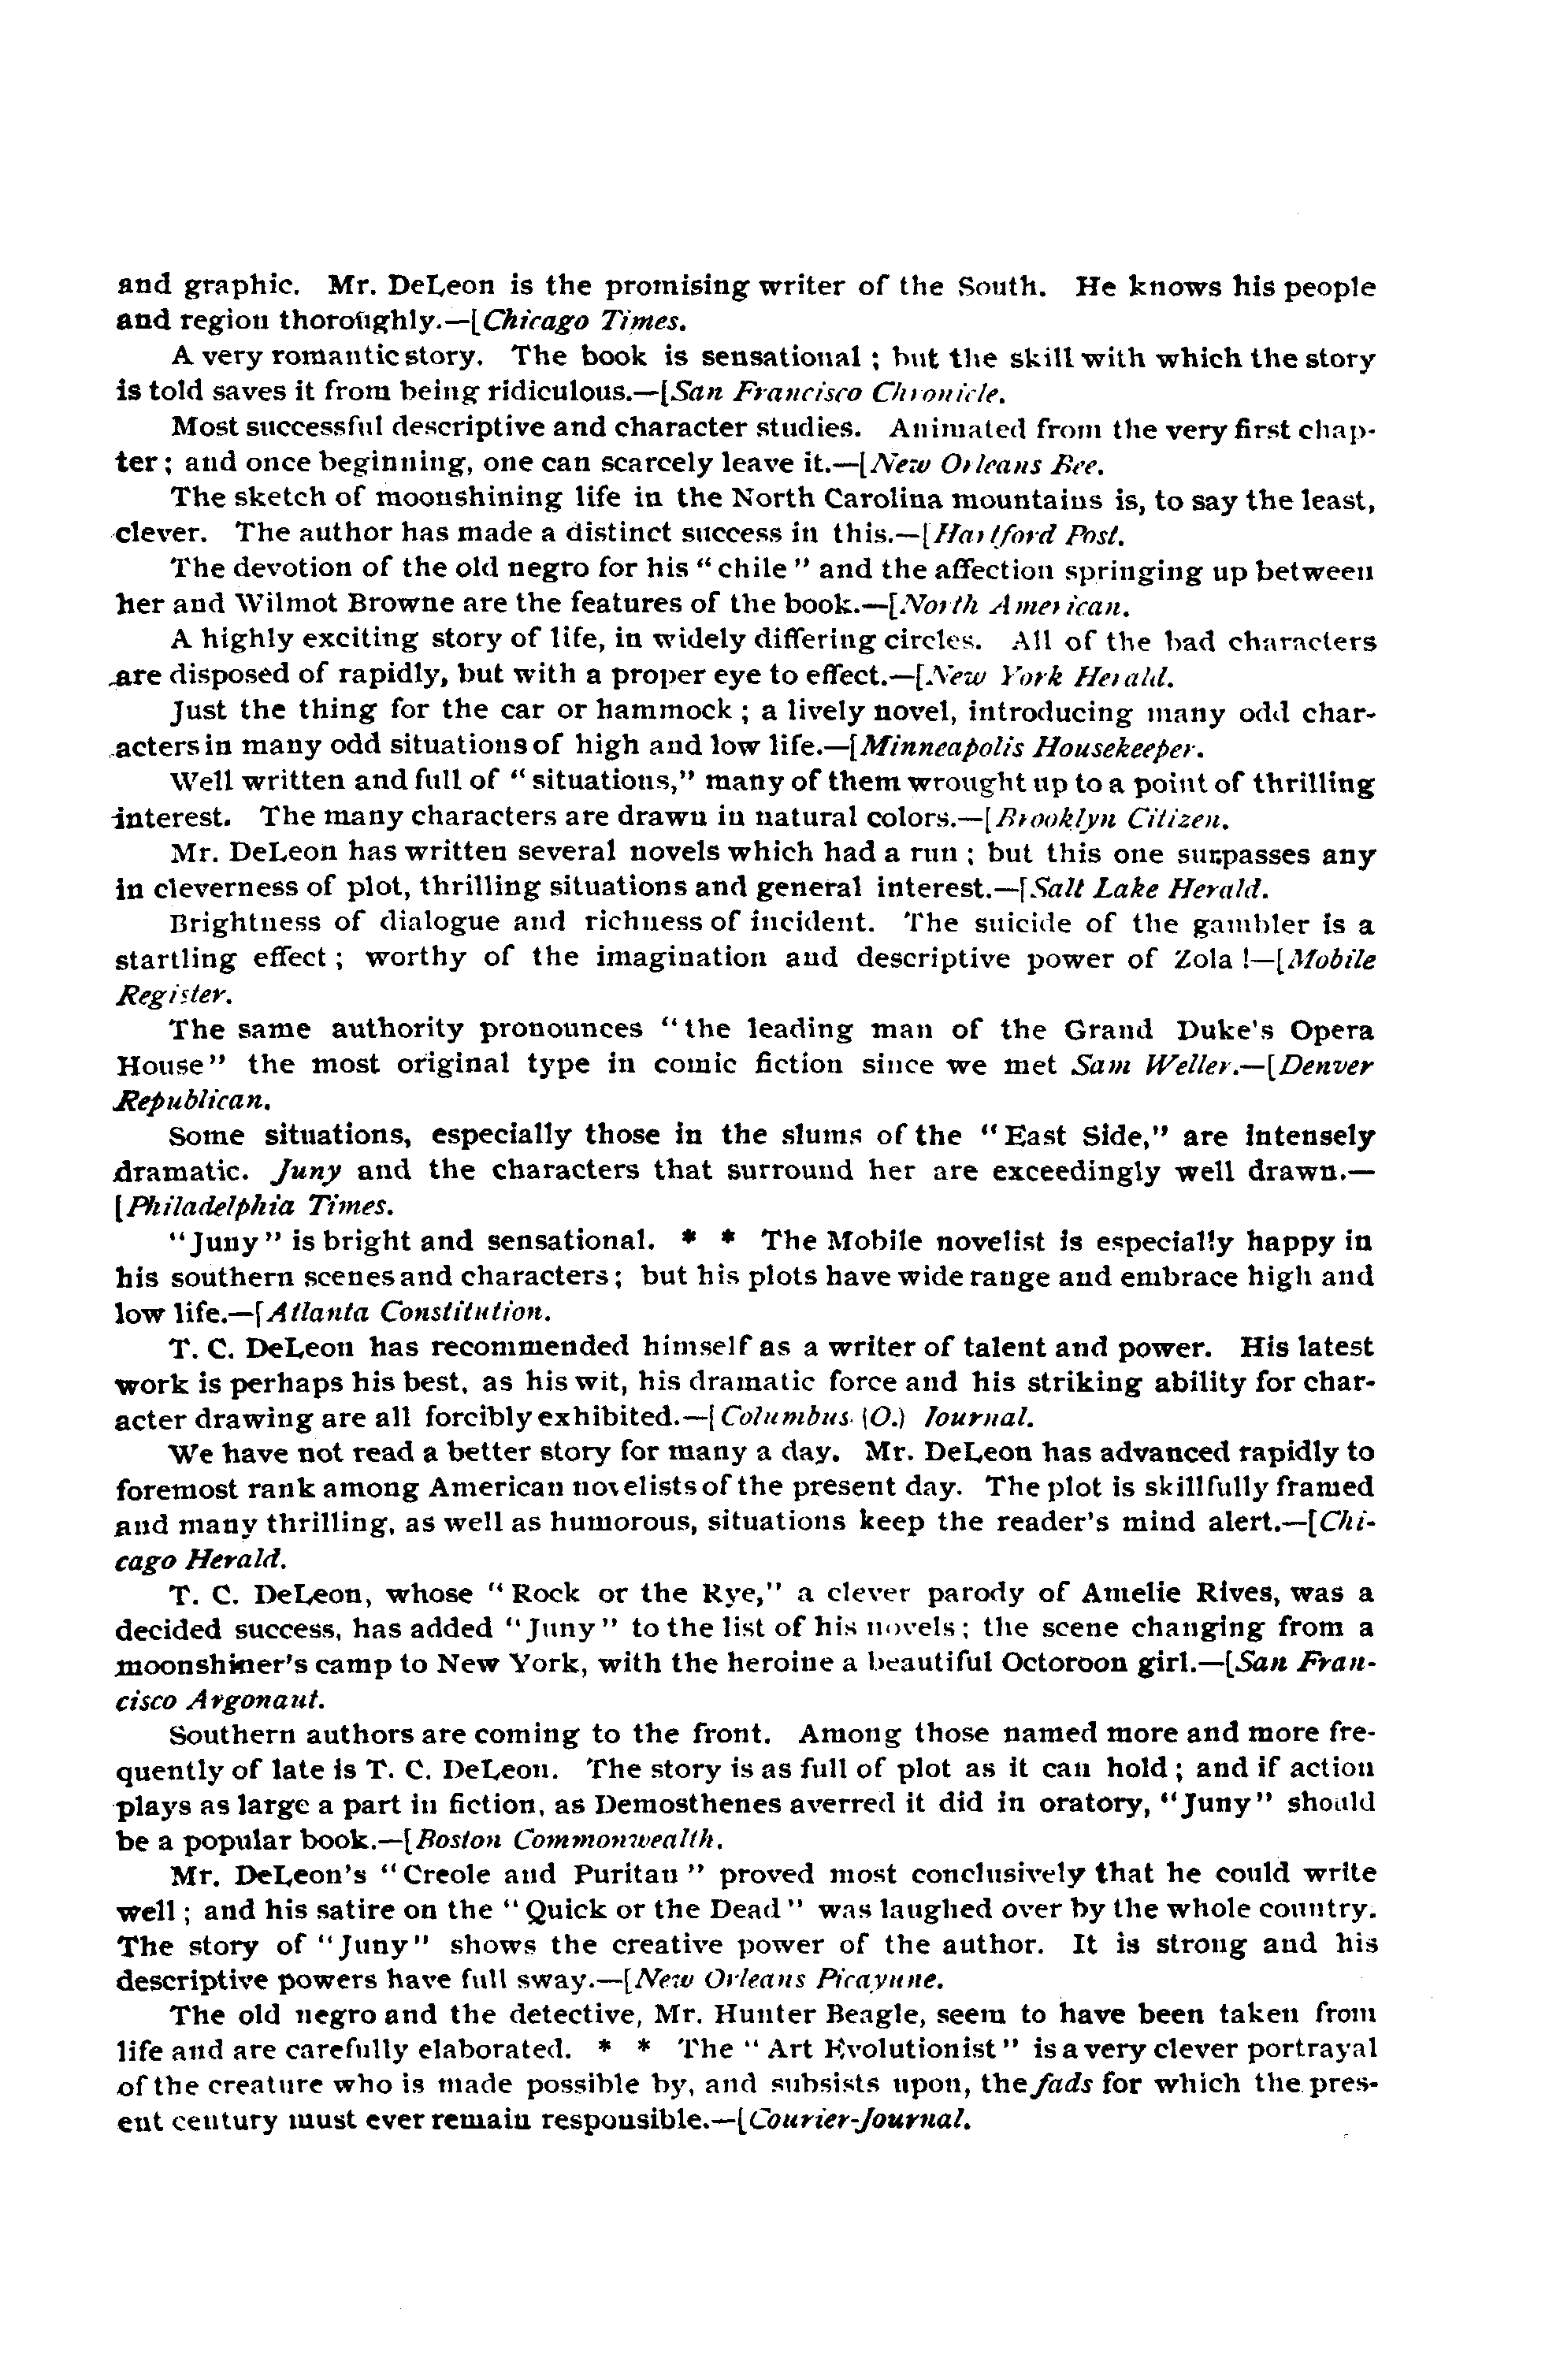 and graphic. Mr. DeLeon is the promising writer of the South. He knows his people
and region thoroughly.—[Chicago Times.
A very romantic story. The book is sensational; but the skill with which the story
is told saves it from being ridiculous.—[San Francisco Chronicle.
Most successful descriptive and character studies. Animated from the very first chap-
ter; and once beginning, one can scarcely leave it.—[New Orleans Bee.
The sketch of moonshining life in the North Carolina mountains is, to say the least,
clever. The author has made a distinct success in this.—[Hartford Post.
The devotion of the old negro for his "chile" and the affection springing up between
her and Wilmot Browne are the features of the book.—[North American.
A highly exciting story of life, in widely differing circles. All of the bad characters
are disposed of rapidly, but with a proper eye to effect.—[New York Herald.
Just the thing for the car or hammock; a lively novel, introducing many odd char-
acters in many odd situations of high and low life.—[Minneapolis Housekeeper.
Well written and full of "situations," many of them wrought up to a point of thrilling
interest. The many characters are drawn in natural colors.—[Brooklyn Citizen.
Mr. DeLeon has written several novels which had a run; but this one surpasses any
in cleverness of plot, thrilling situations and general interest.—[Salt Lake Herald.
Brightness of dialogue and richness of incident. The suicide of the gambler is a
startling effect; worthy of the imagination and descriptive power of Zola!—[Mobile
Register.
The same authority pronounces "the leading man of the Grand Duke's Opera
House" the most original type in comic fiction since we met Sam Weller.—[Denver
Republican.
Some situations, especially those in the slums of the "East Side," are intensely
dramatic. Juny and the characters that surround her are exceedingly well drawn.—
[Philadelphia Times.
"Juny" is bright and sensational. * * The Mobile novelist is especially happy in
his southern scenes and characters; but his plots have wide range and embrace high and
low life.—[Atlanta Constitution.
T. C. DeLeon has recommended himself as a writer of talent and power. His latest
work is perhaps his best, as his wit, his dramatic force and his striking ability for char-
acter drawing are all forcibly exhibited.—[Columbus (O.) Journal.
We have not read a better story for many a day. Mr. DeLeon has advanced rapidly to
foremost rank among American novelists of the present day. The plot is skillfully framed
and many thrilling, as well as humorous, situations keep the reader's mind alert.—[Chi-
cago Herald.
T. C. DeLeon, whose "Rock or the Rye," a clever parody of Amelie Rives, was a
decided success, has added "Juny" to the list of his novels; the scene changing from a
moonshiner's camp to New York, with the heroine a beautiful Octoroon girl.—[San Fran-
cisco Argonaut.
Southern authors are coming to the front. Among those named more and more fre-
quently of late is T. C. DeLeon. The story is as full of plot as it can hold; and if action
plays as large a part in fiction, as Demosthenes averred it did in oratory, "Juny" should
be a popular book.—[Boston Commonwealth.
Mr. DeLeon's "Creole and Puritan" proved most conclusively that he could write
well; and his satire on the "Quick or the Dead" was laughed over by the whole country.
The story of "Juny" shows the creative power of the author. It is strong and his
descriptive powers have full sway.—[New Orleans Picayune.
The old negro and the detective, Mr. Hunter Beagle, seem to have been taken from
life and are carefully elaborated. * * The "Art Evolutionist" is a very clever portrayal
of the creature who is made possible by, and subsists upon, the fads for which the pres-
ent century must ever remain responsible.—[Courier-Journal.